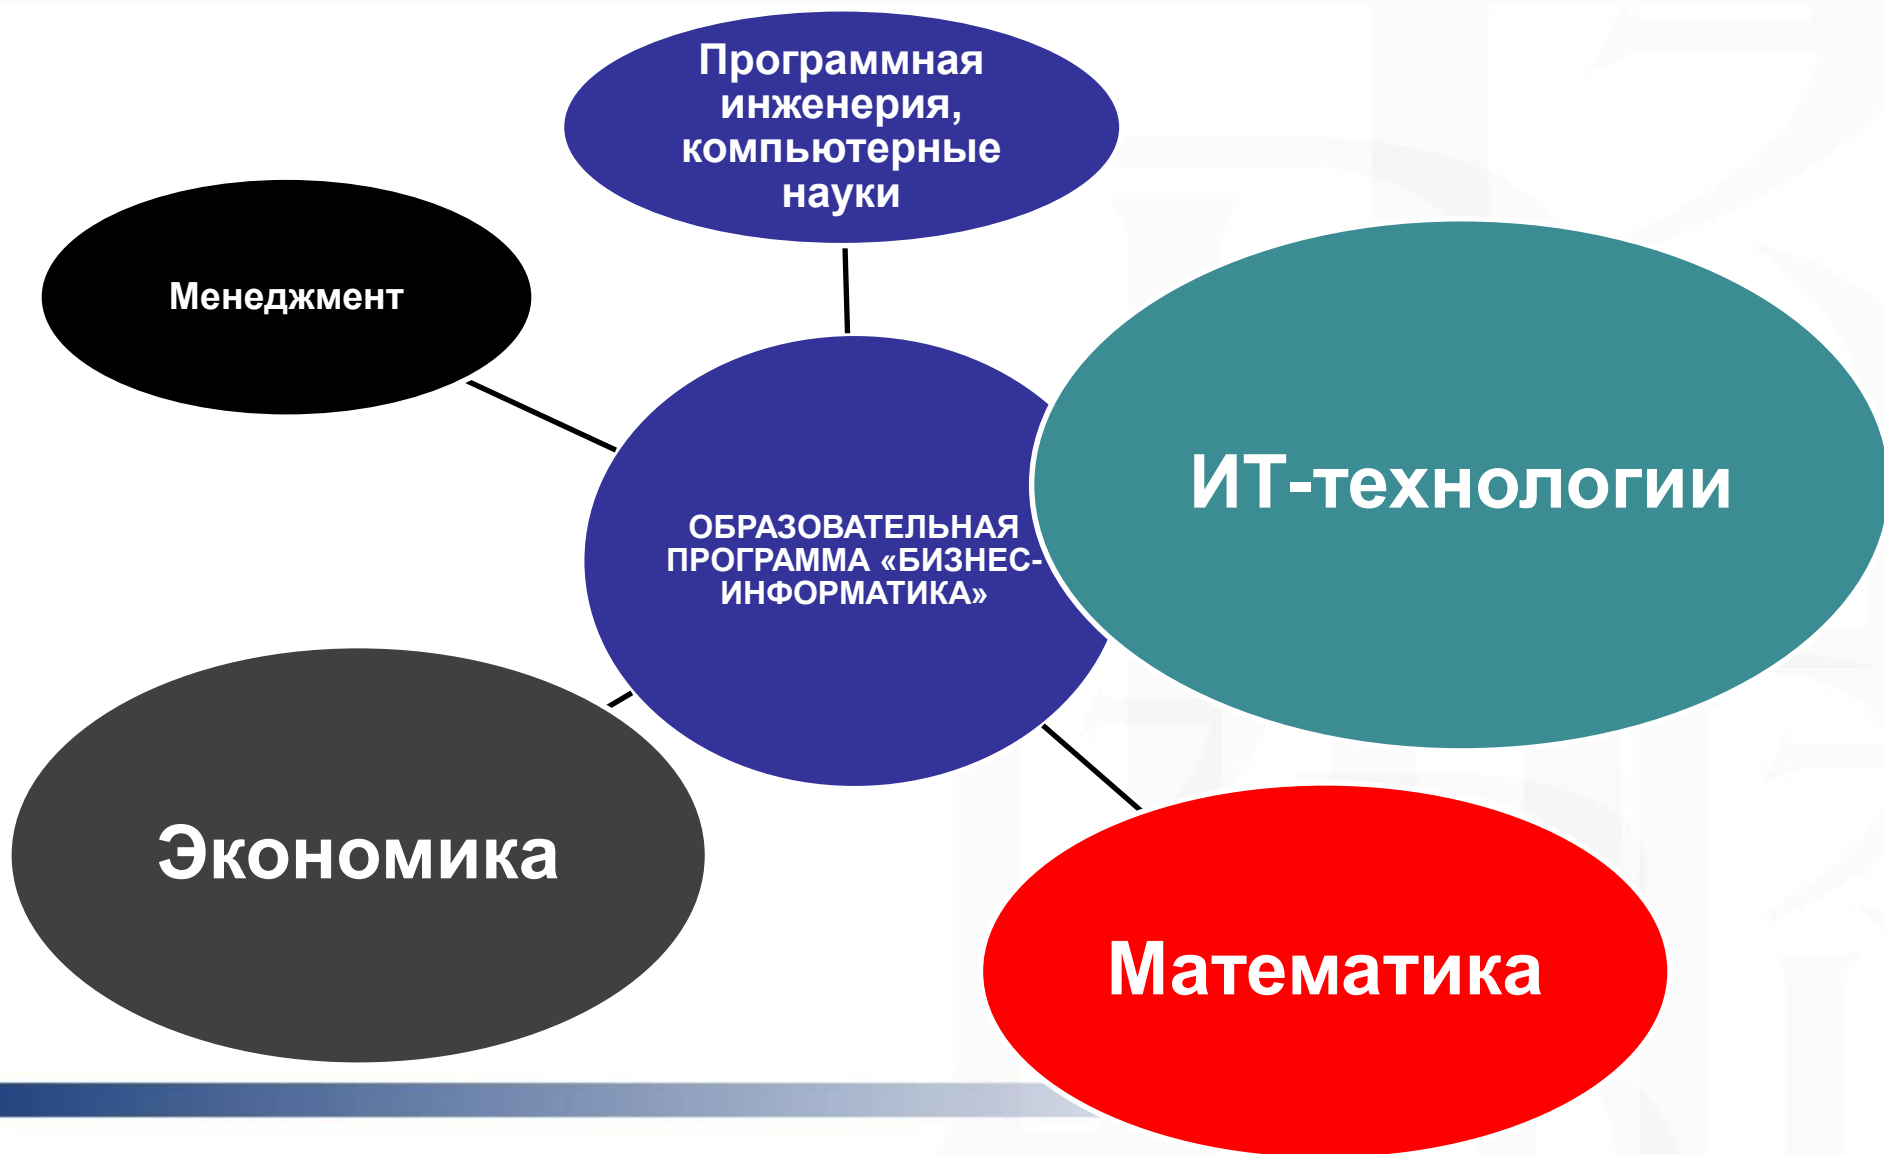 Программная
инженерия,
компьютерные
науки
Менеджмент
ИТ-технологии
ОБРАЗОВАТЕЛЬНАЯ
ПРОГРАММА «БИЗНЕС-
ИНФОРМАТИКА»
Экономика
Математика